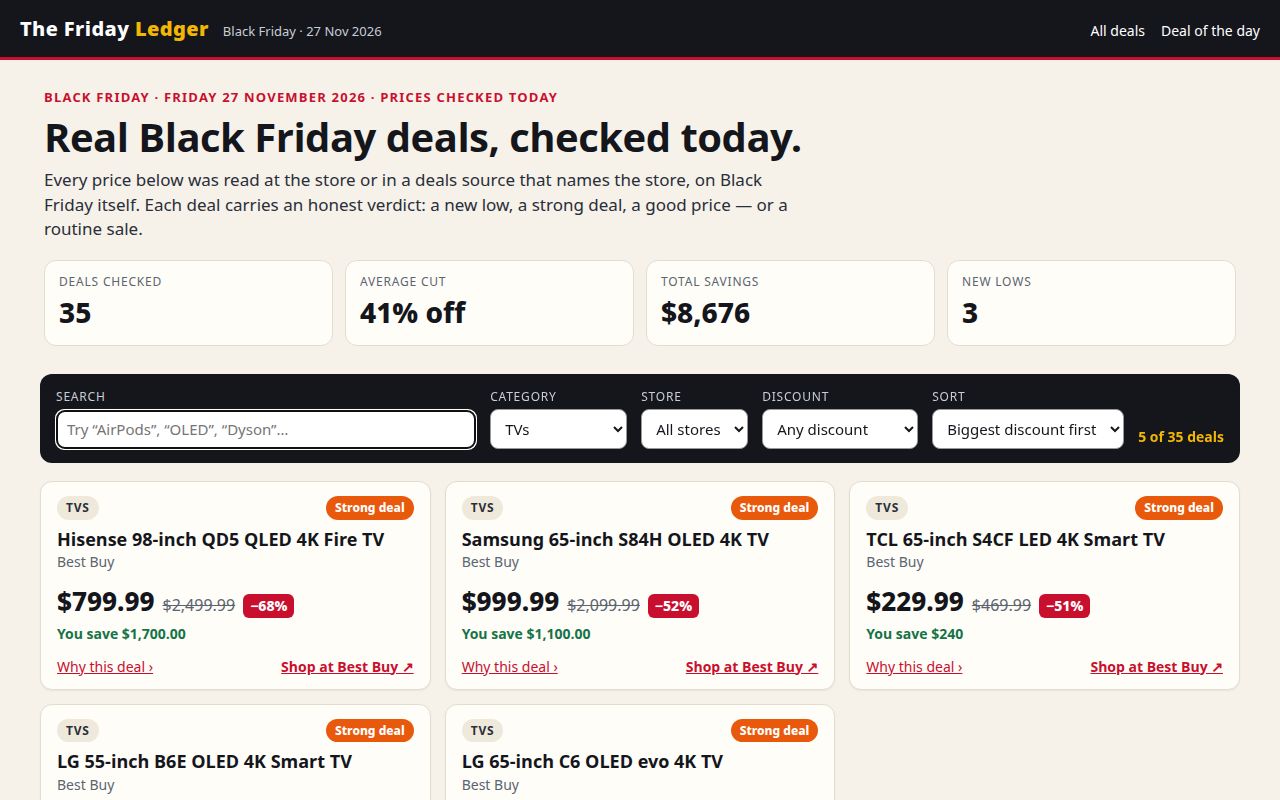 The Friday Ledger Black Friday · 27 Nov 2026 All deals Deal of the day
BLACK FRIDAY · FRIDAY 27 NOVEMBER 2026 · PRICES CHECKED TODAY
Real Black Friday deals, checked today.
Every price below was read at the store or in a deals source that names the store, on Black
Friday itself. Each deal carries an honest verdict: a new low, a strong deal, a good price — or a
routine sale.
DEALS CHECKED
35
AVERAGE CUT
41% off
TOTAL SAVINGS
$8,676
NEW LOWS
3
SEARCH
Try “AirPods”, “OLED”, “Dyson”…
CATEGORY
TVs
STORE
All stores
DISCOUNT
Any discount
SORT
Biggest discount first
5 of 35 deals
TVS Strong deal
Hisense 98-inch QD5 QLED 4K Fire TV
Best Buy
$799.99 $2,499.99 −68%
You save $1,700.00
Why this deal › Shop at Best Buy ↗
TVS Strong deal
Samsung 65-inch S84H OLED 4K TV
Best Buy
$999.99 $2,099.99 −52%
You save $1,100.00
Why this deal › Shop at Best Buy ↗
TVS Strong deal
TCL 65-inch S4CF LED 4K Smart TV
Best Buy
$229.99 $469.99 −51%
You save $240
Why this deal › Shop at Best Buy ↗
TVS Strong deal
LG 55-inch B6E OLED 4K Smart TV
Best Buy
TVS Strong deal
LG 65-inch C6 OLED evo 4K TV
Best Buy